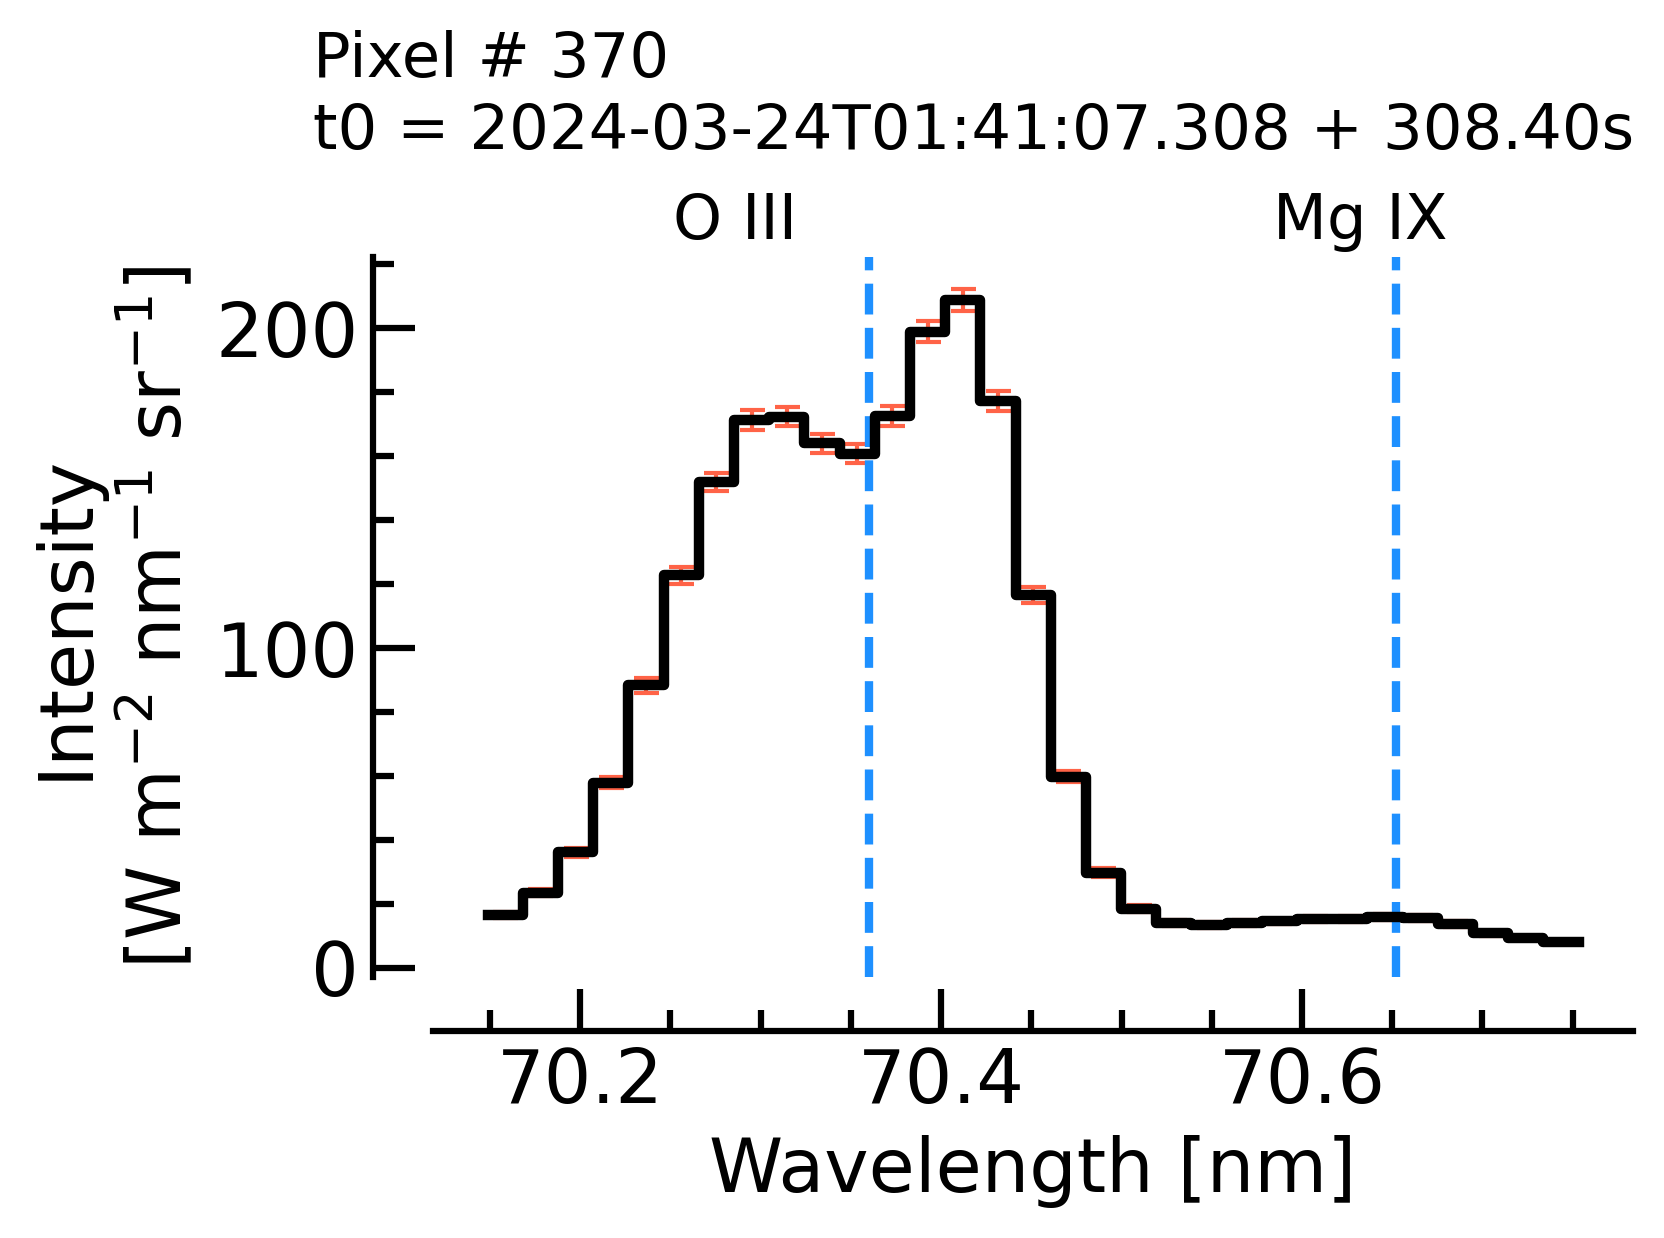 Pixel # 370
t0 = 2024-03-24T01:41:07.308 + 308.40s
O III Mg IX
Intensity
[W m⁻² nm⁻¹ sr⁻¹]
200
100
0
70.2 70.4 70.6
Wavelength [nm]